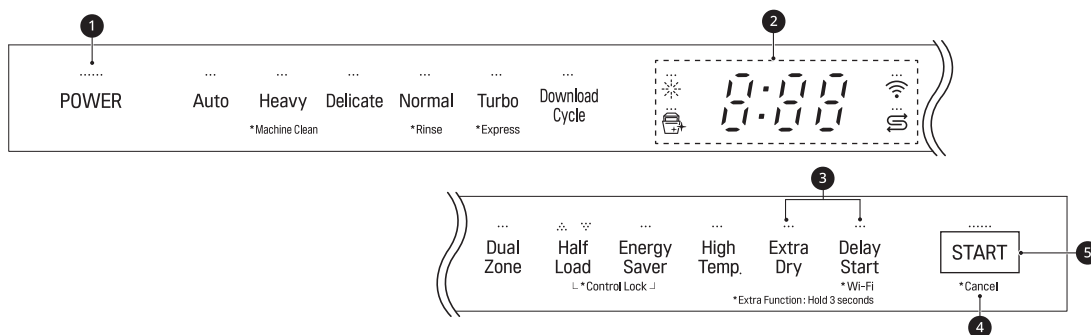 1
2
POWER
Auto
Heavy
Delicate
Normal
Turbo
Download
Cycle
8:88
*Machine Clean
*Rinse
*Express
3
Dual
Zone
Half
Load
Energy
Saver
High
Temp.
Extra
Dry
Delay
Start
START
5
*Control Lock
*Wi-Fi
*Cancel
*Extra Function: Hold 3 seconds
4